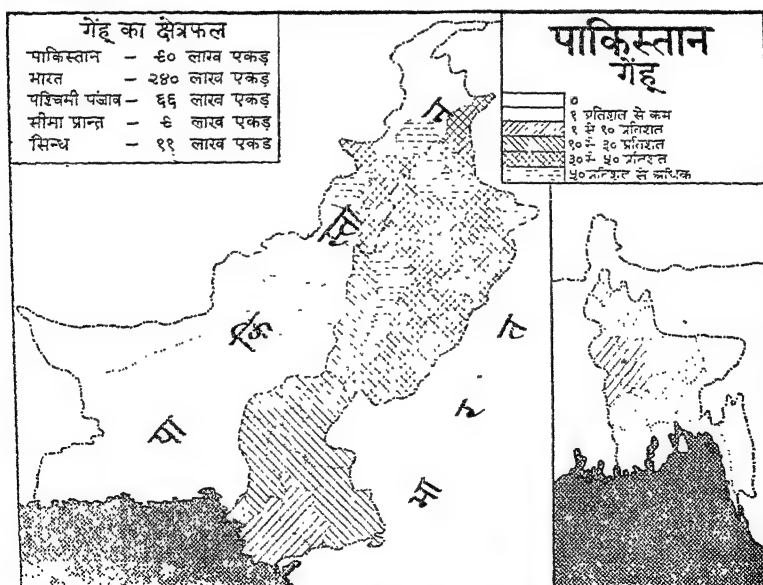 गेंहू का क्षेत्रफल
पाकिस्तान – ९० लाख एकड़
भारत – २४० लाख एकड़
पश्चिमी पंजाब – ६६ लाख एकड़
सीमा प्रान्त – ९ लाख एकड़
सिन्ध – ११ लाख एकड
पाकिस्तान
गेंहू
०
१ प्रतिशत से कम
१ से १० प्रतिशत
१० से ३० प्रतिशत
३० से ५० प्रतिशत
५० प्रतिशत से अधिक
पा कि स्ता न
भा र त